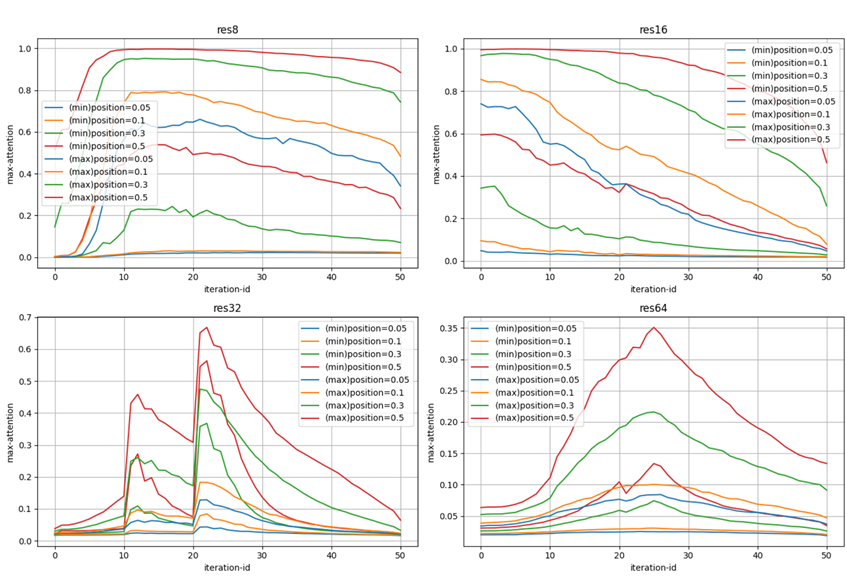 res8
max-attention
1.0
0.8
0.6
0.4
0.2
0.0
(min)position=0.05
(min)position=0.1
(min)position=0.3
(min)position=0.5
(max)position=0.05
(max)position=0.1
(max)position=0.3
(max)position=0.5
0 10 20 30 40 50
iteration-id
res16
max-attention
1.0
0.8
0.6
0.4
0.2
0.0
(min)position=0.05
(min)position=0.1
(min)position=0.3
(min)position=0.5
(max)position=0.05
(max)position=0.1
(max)position=0.3
(max)position=0.5
0 10 20 30 40 50
iteration-id
res32
max-attention
0.7
0.6
0.5
0.4
0.3
0.2
0.1
0.0
(min)position=0.05
(min)position=0.1
(min)position=0.3
(min)position=0.5
(max)position=0.05
(max)position=0.1
(max)position=0.3
(max)position=0.5
0 10 20 30 40 50
iteration-id
res64
max-attention
0.35
0.30
0.25
0.20
0.15
0.10
0.05
(min)position=0.05
(min)position=0.1
(min)position=0.3
(min)position=0.5
(max)position=0.05
(max)position=0.1
(max)position=0.3
(max)position=0.5
0 10 20 30 40 50
iteration-id